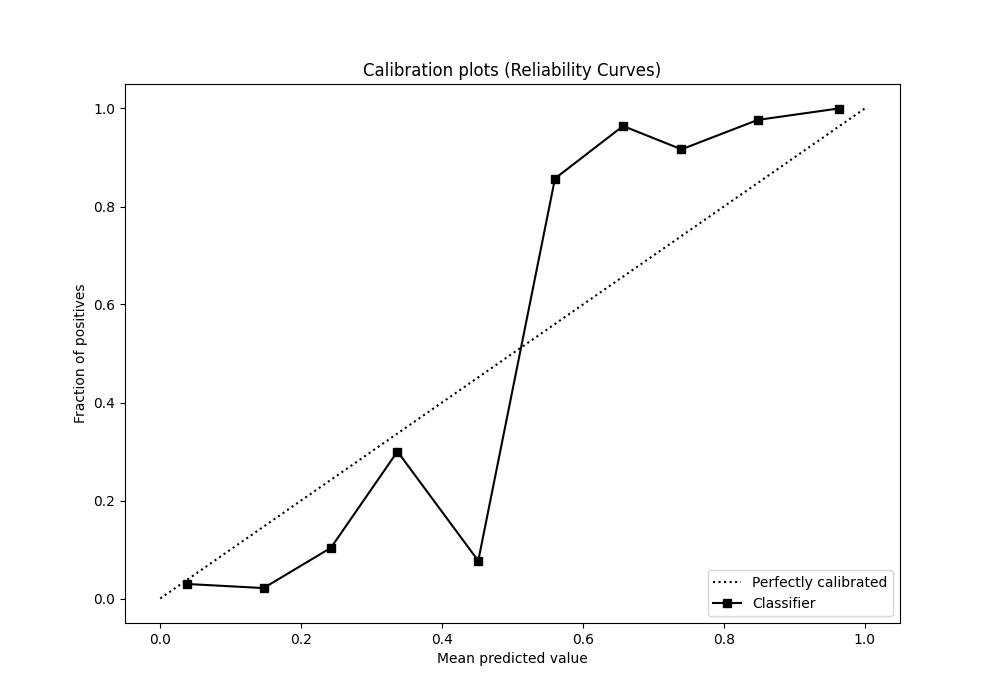 Calibration plots (Reliability Curves)
1.0
0.8
0.6
0.4
0.2
0.0
Fraction of positives
0.0 0.2 0.4 0.6 0.8 1.0
Mean predicted value
Perfectly calibrated
Classifier